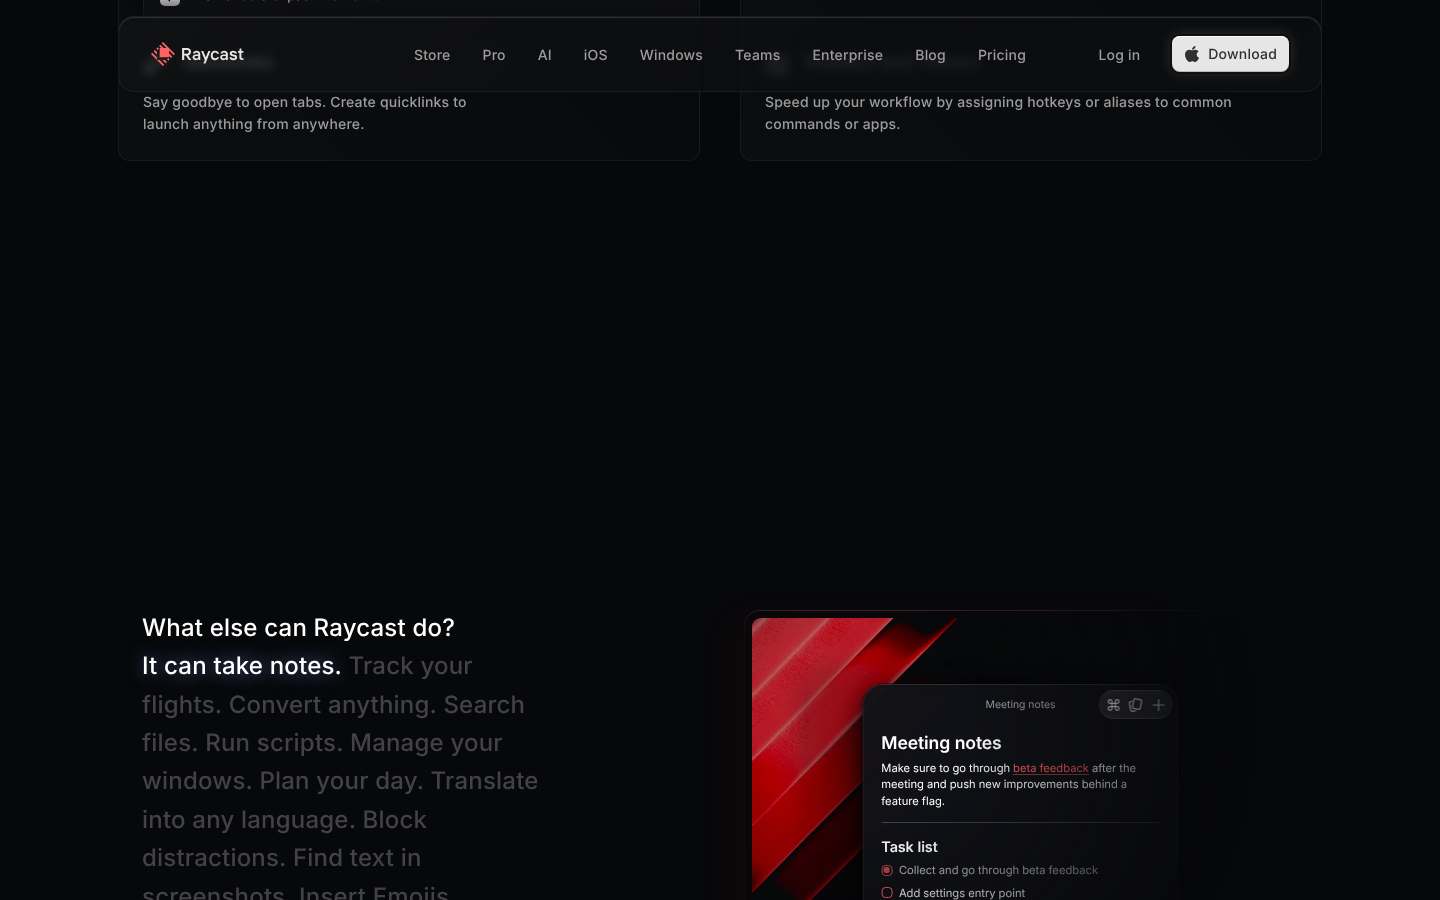 Raycast
Store
Pro
AI
iOS
Windows
Teams
Enterprise
Blog
Pricing
Log in
Download
Say goodbye to open tabs. Create quicklinks to
launch anything from anywhere.
Speed up your workflow by assigning hotkeys or aliases to common
commands or apps.
What else can Raycast do?
It can take notes. Track your
flights. Convert anything. Search
files. Run scripts. Manage your
windows. Plan your day. Translate
into any language. Block
distractions. Find text in
screenshots. Insert Emojis.
Meeting notes
Meeting notes
Make sure to go through beta feedback after the
meeting and push new improvements behind a
feature flag.
Task list
Collect and go through beta feedback
Add settings entry point